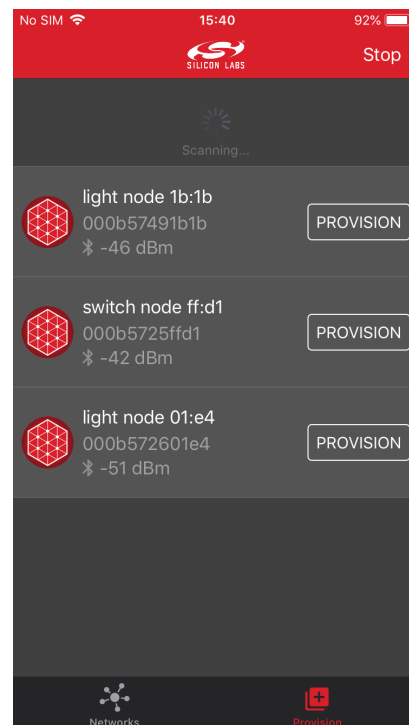 No SIM 15:40 92%
SILICON LABS
Stop
Scanning...
light node 1b:1b
000b57491b1b
-46 dBm
PROVISION
switch node ff:d1
000b5725ffd1
-42 dBm
PROVISION
light node 01:e4
000b572601e4
-51 dBm
PROVISION
Networks Provision